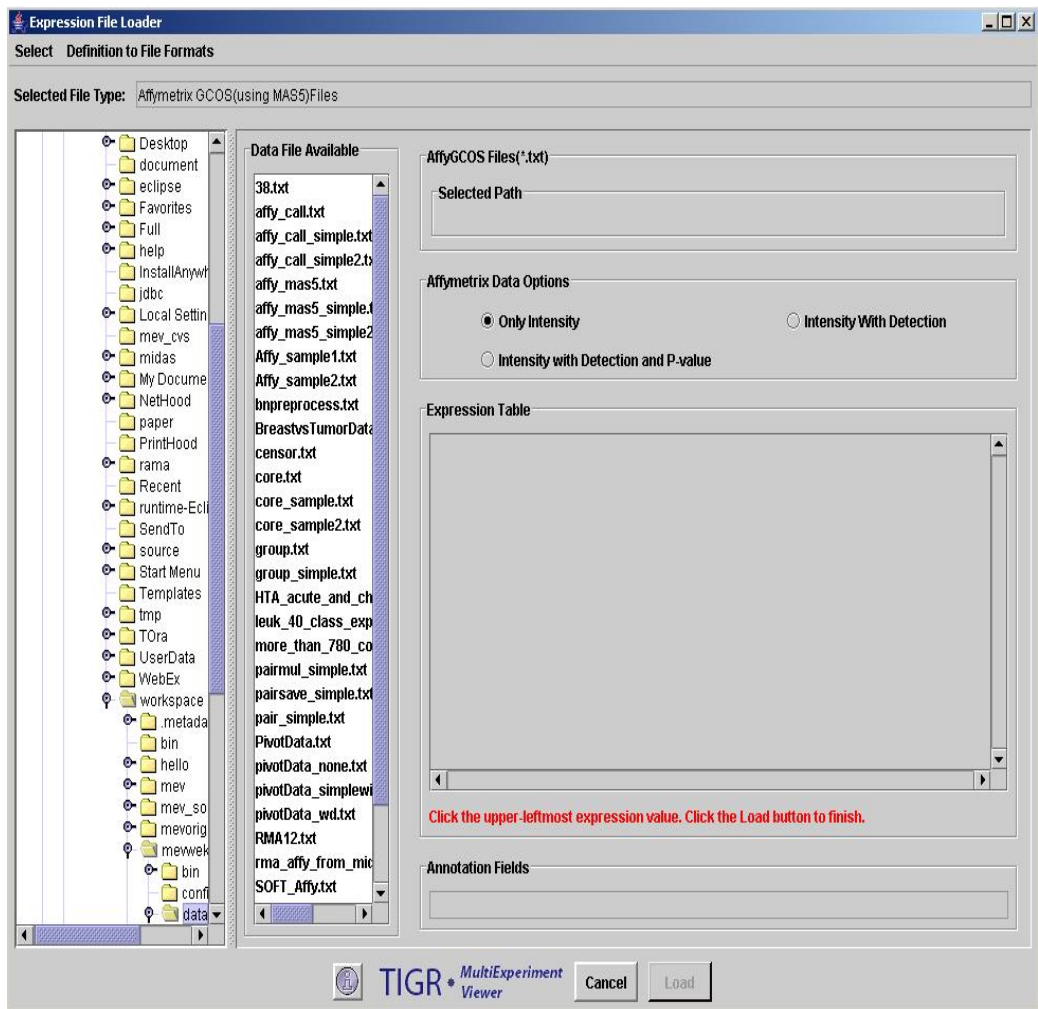 Expression File Loader
Select Definition to File Formats
Selected File Type: Affymetrix GCOS(using MAS5)Files
Desktop
document
eclipse
Favorites
Full
help
InstallAnywh
jdbc
Local Settin
mev_cvs
midas
My Docume
NetHood
paper
PrintHood
rama
Recent
runtime-Ecli
SendTo
source
Start Menu
Templates
tmp
TOra
UserData
WebEx
workspace
.metada
bin
hello
mev
mev_so
mevorig
mevwek
bin
confi
data
Data File Available
38.txt
affy_call.txt
affy_call_simple.txt
affy_call_simple2.tx
affy_mas5.txt
affy_mas5_simple.t
affy_mas5_simple2
Affy_sample1.txt
Affy_sample2.txt
bnpreprocess.txt
BreastvsTumorData
censor.txt
core.txt
core_sample.txt
core_sample2.txt
group.txt
group_simple.txt
HTA_acute_and_ch
leuk_40_class_exp
more_than_780_co
pairmul_simple.txt
pairsave_simple.txt
pair_simple.txt
PivotData.txt
pivotData_none.txt
pivotData_simplewi
pivotData_wd.txt
RMA12.txt
rma_affy_from_mic
SOFT_Affy.txt
AffyGCOS Files(*.txt)
Selected Path
Affymetrix Data Options
Only Intensity
Intensity With Detection
Intensity with Detection and P-value
Expression Table
Click the upper-leftmost expression value. Click the Load button to finish.
Annotation Fields
TIGR MultiExperiment
Viewer
Cancel
Load